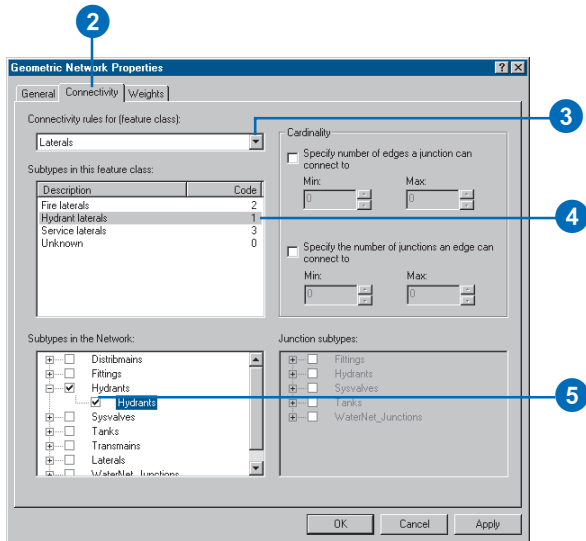 2
Geometric Network Properties
General Connectivity Weights
Connectivity rules for (feature class):
Laterals
3
Subtypes in this feature class:
Description Code
Fire laterals 2
Hydrant laterals 1
Service laterals 3
Unknown 0
4
Cardinality
Specify number of edges a junction can
connect to
Min: Max:
0 0
Specify the number of junctions an edge can
connect to
Min: Max:
0 0
Subtypes in the Network:
Distribmains
Fittings
Hydrants
Hydrants
Sysvalves
Tanks
Transmains
Laterals
WaterNet_Junctions
Junction subtypes:
Fittings
Hydrants
Sysvalves
Tanks
WaterNet_Junctions
5
OK Cancel Apply